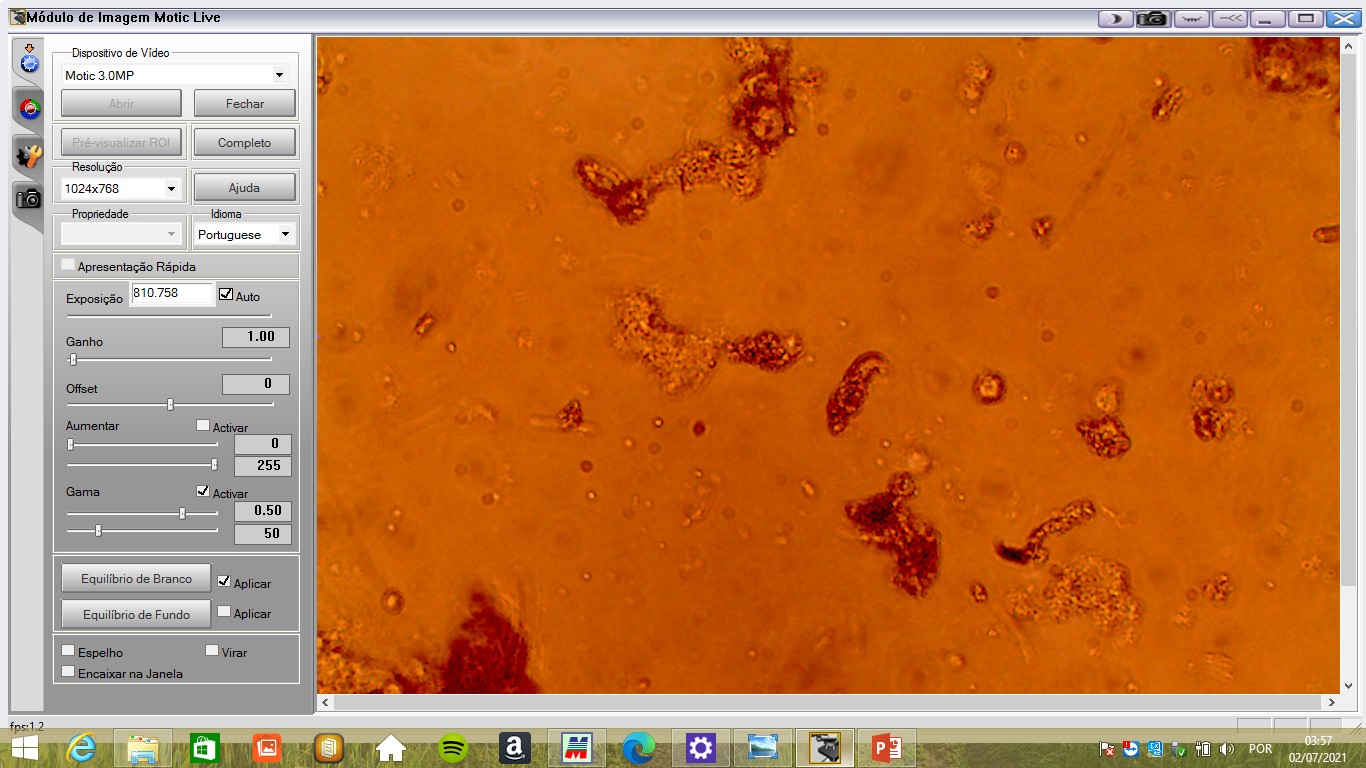 Módulo de Imagem Motic Live
Dispositivo de Vídeo
Motic 3.0MP
Abrir
Fechar
Pré-visualizar ROI
Completo
Resolução
1024x768
Ajuda
Propriedade
Idioma
Portuguese
Apresentação Rápida
Exposição
810.758
Auto
Ganho
1.00
Offset
0
Aumentar
Activar
0
255
Gama
Activar
0.50
50
Equilíbrio de Branco
Aplicar
Equilíbrio de Fundo
Aplicar
Espelho
Virar
Encaixar na Janela
fps:1.2
POR
03:57
02/07/2021